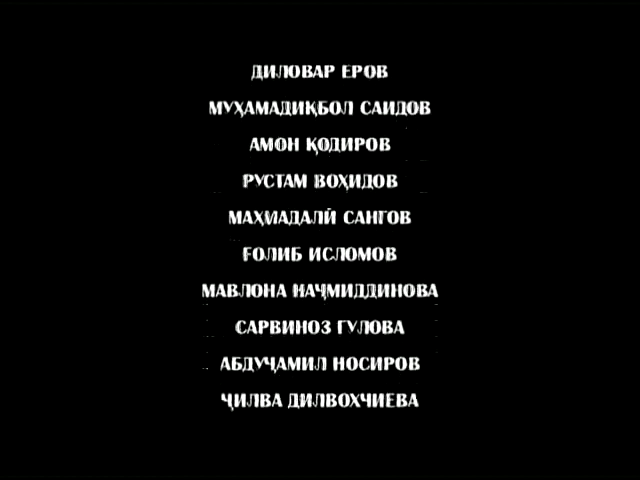 ДИЛОВАР ЕРОВ
МУҲАМАДИҚБОЛ САИДОВ
АМОН ҚОДИРОВ
РУСТАМ ВОҲИДОВ
МАҲМАДАЛӢ САНГОВ
ҒОЛИБ ИСЛОМОВ
МАВЛОНА НАҶМИДДИНОВА
САРВИНОЗ ГУЛОВА
АБДУҶАМИЛ НОСИРОВ
ҶИЛВА ДИЛВОХЧИЕВА